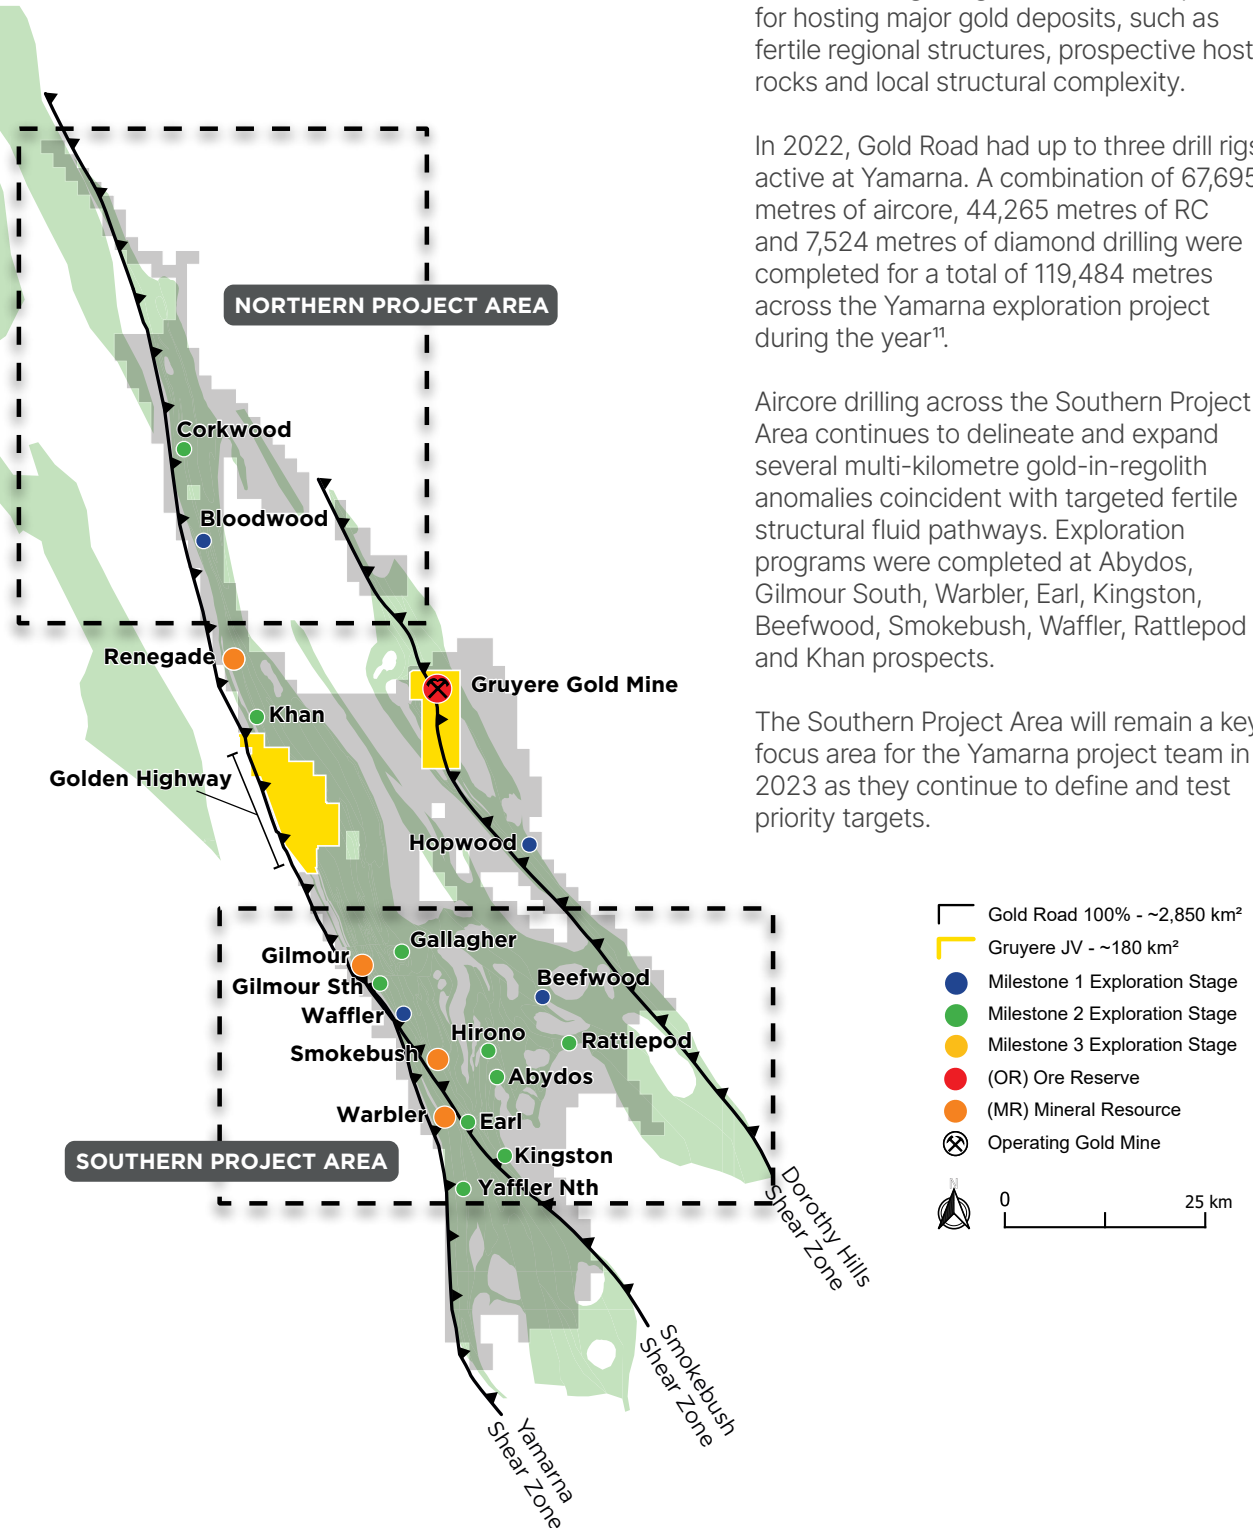 for hosting major gold deposits, such as
fertile regional structures, prospective host
rocks and local structural complexity.
In 2022, Gold Road had up to three drill rigs
active at Yamarna. A combination of 67,695
metres of aircore, 44,265 metres of RC
and 7,524 metres of diamond drilling were
completed for a total of 119,484 metres
across the Yamarna exploration project
during the year¹¹.
Aircore drilling across the Southern Project
Area continues to delineate and expand
several multi-kilometre gold-in-regolith
anomalies coincident with targeted fertile
structural fluid pathways. Exploration
programs were completed at Abydos,
Gilmour South, Warbler, Earl, Kingston,
Beefwood, Smokebush, Waffler, Rattlepod
and Khan prospects.
The Southern Project Area will remain a key
focus area for the Yamarna project team in
2023 as they continue to define and test
priority targets.
NORTHERN PROJECT AREA
Corkwood
Bloodwood
Renegade
Khan
Gruyere Gold Mine
Golden Highway
Hopwood
Gallagher
Gilmour
Gilmour Sth
Beefwood
Waffler
Hirono
Rattlepod
Smokebush
Abydos
Warbler
Earl
Kingston
SOUTHERN PROJECT AREA
Yaffler Nth
Dorothy Hills
Shear Zone
Smokebush
Shear Zone
Yamarna
Shear Zone
Gold Road 100% - ~2,850 km²
Gruyere JV - ~180 km²
Milestone 1 Exploration Stage
Milestone 2 Exploration Stage
Milestone 3 Exploration Stage
(OR) Ore Reserve
(MR) Mineral Resource
Operating Gold Mine
N
0 25 km